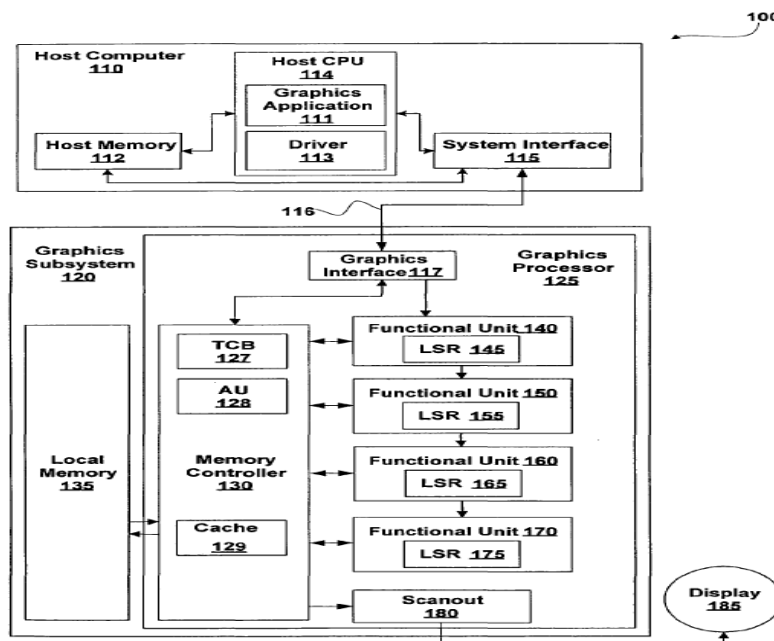 100
Host Computer
110
Host CPU
114
Graphics
Application
111
Driver
113
Host Memory
112
System Interface
115
116
Graphics
Subsystem
120
Graphics
Interface 117
Graphics
Processor
125
TCB
127
AU
128
Memory
Controller
130
Cache
129
Local
Memory
135
Functional Unit 140
LSR 145
Functional Unit 150
LSR 155
Functional Unit 160
LSR 165
Functional Unit 170
LSR 175
Scanout
180
Display
185